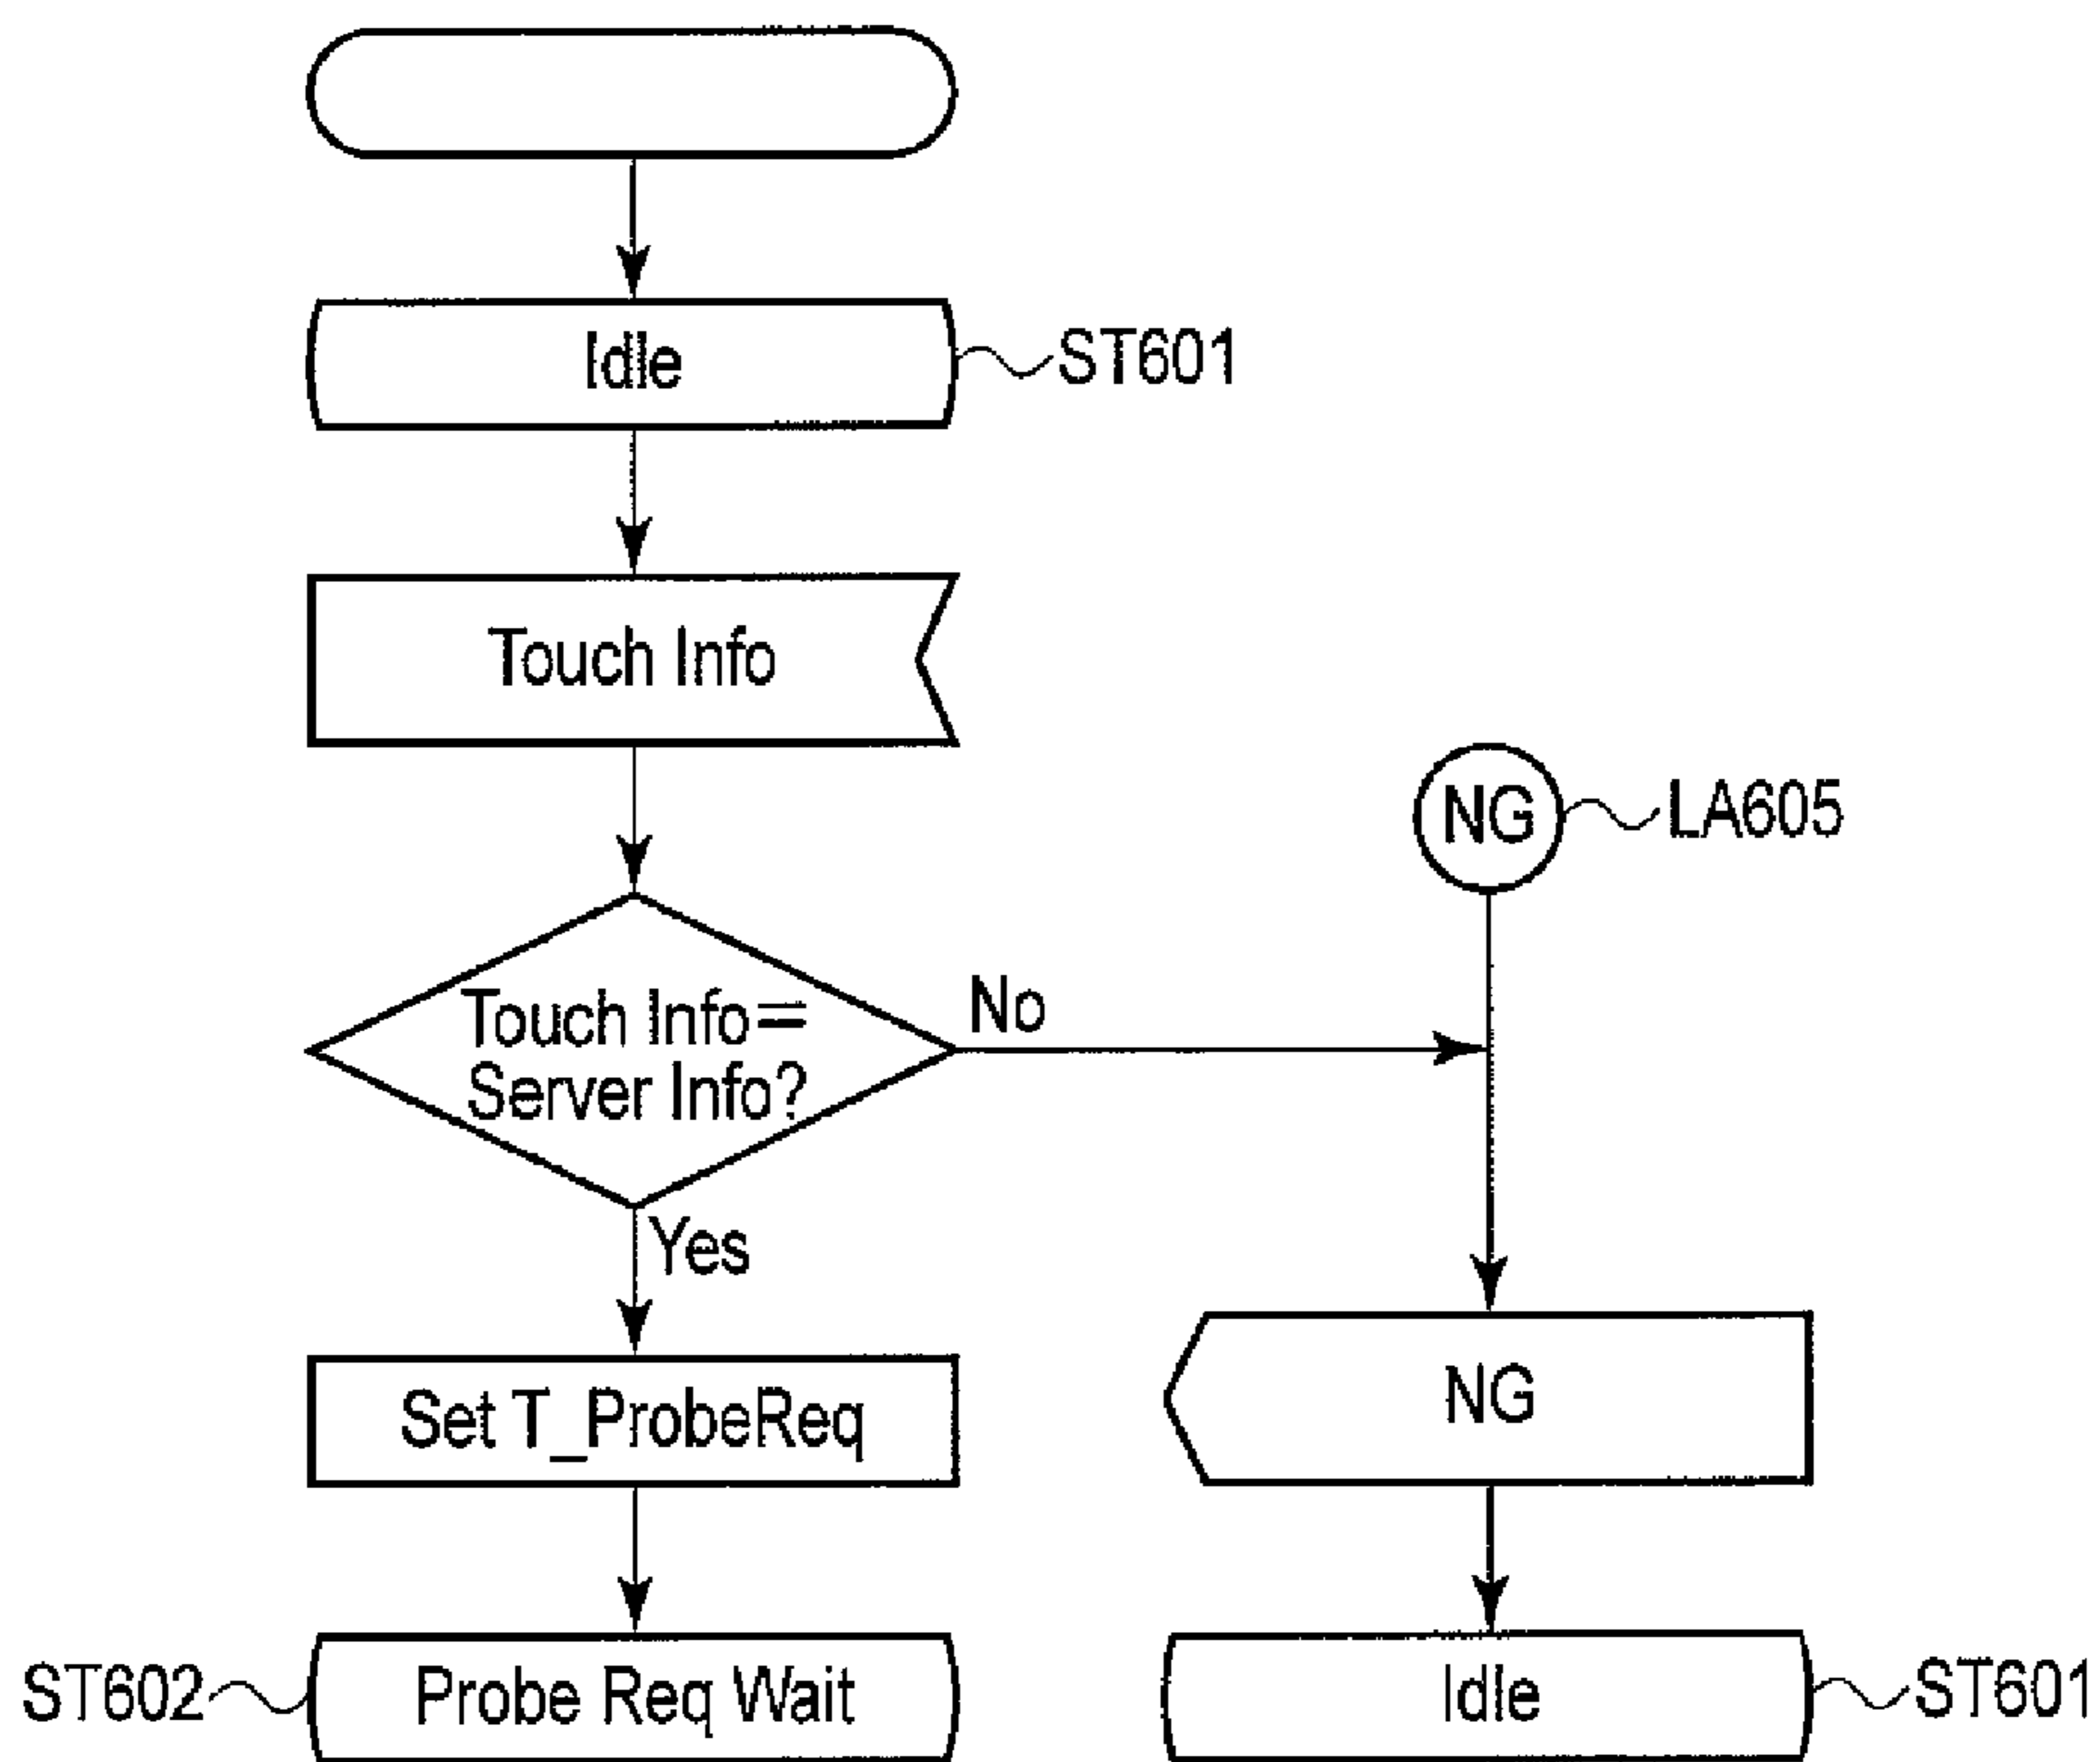 Idle
ST601
Touch Info
NG
LA605
Touch Info=
Server Info?
No
Yes
Set T_ProbeReq
NG
ST602
Probe Req Wait
Idle
ST601